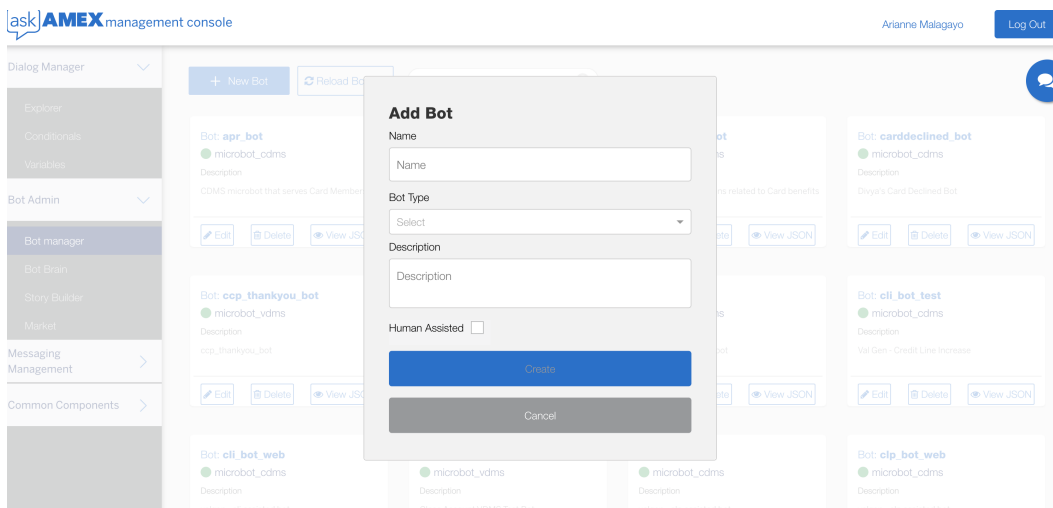 ask AMEX management console
Arianne Malagayo
Log Out
Dialog Manager
Explorer
Conditionals
Variables
Bot Admin
Bot manager
Bot Brain
Story Builder
Market
Messaging
Management
Common Components
+ New Bot
Reload Bo
Bot: apr_bot
microbot_cdms
Description
CDMS microbot that serves Card Member
Edit
Delete
View JSO
ot
ns
ns related to Card benefits
ete
View JSON
Bot: carddeclined_bot
microbot_cdms
Description
Divya's Card Declined Bot
Edit
Delete
View JSON
Add Bot
Name
Name
Bot Type
Select
Description
Description
Human Assisted
Create
Cancel
Bot: ccp_thankyou_bot
microbot_vdms
Description
ccp_thankyou_bot
Edit
Delete
View JSO
bot
ete
View JSON
Bot: cli_bot_test
microbot_cdms
Description
Val Gen - Credit Line Increase
Edit
Delete
View JSON
Bot: cli_bot_web
microbot_cdms
Description
microbot_vdms
Description
microbot_cdms
Description
Bot: clp_bot_web
microbot_cdms
Description